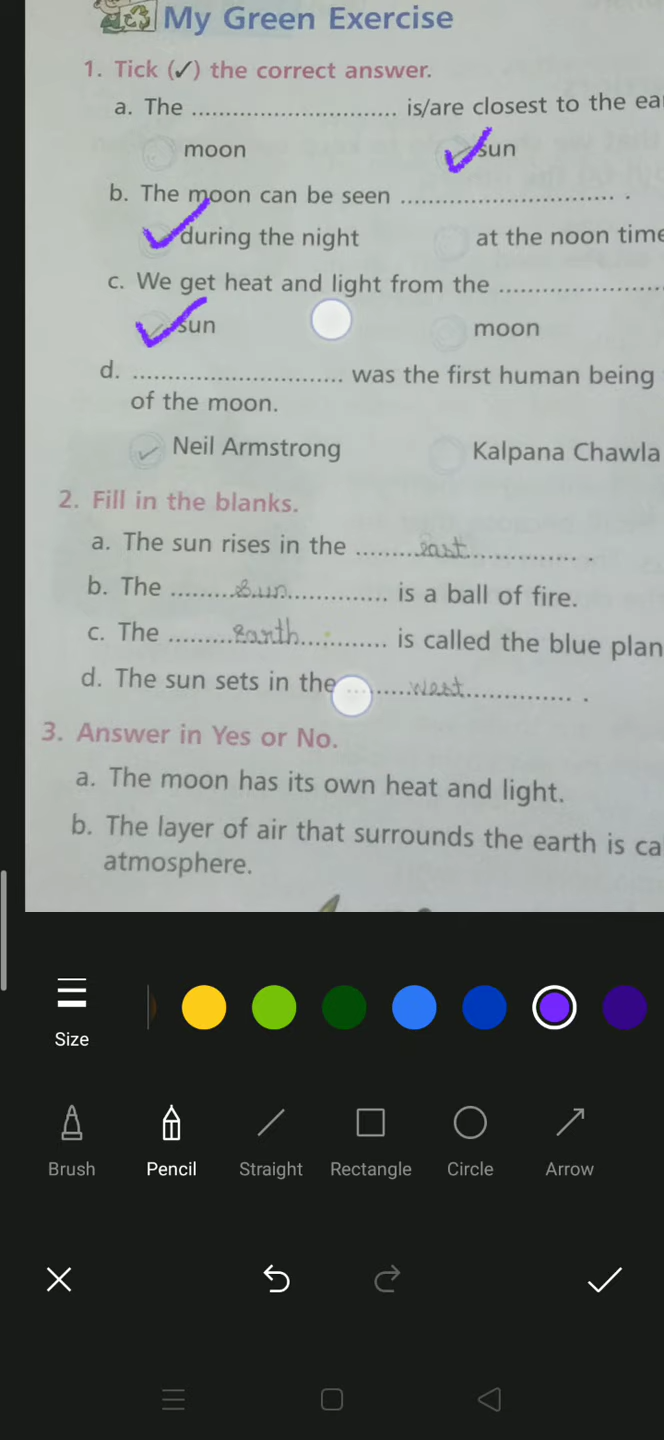 My Green Exercise
1. Tick (✓) the correct answer.
a. The .............................. is/are closest to the ea
moon sun
b. The moon can be seen .............................. .
during the night at the noon time
c. We get heat and light from the ..............................
sun moon
d. .............................. was the first human being
of the moon.
Neil Armstrong Kalpana Chawla
2. Fill in the blanks.
a. The sun rises in the ..........east.................. .
b. The ..........sun............... is a ball of fire.
c. The ..........earth............... is called the blue plan
d. The sun sets in the ..........west.................. .
3. Answer in Yes or No.
a. The moon has its own heat and light.
b. The layer of air that surrounds the earth is ca
atmosphere.
Size
Brush Pencil Straight Rectangle Circle Arrow